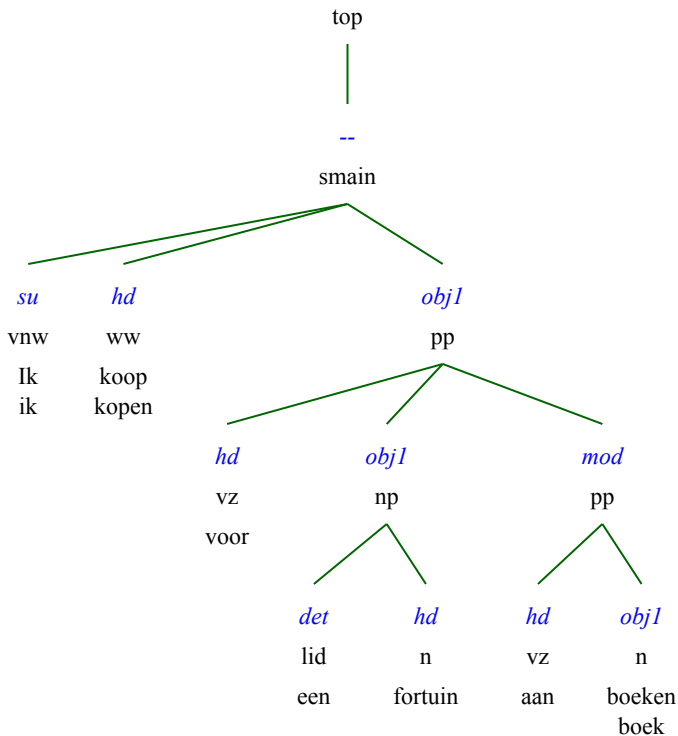 top
--
smain
su hd obj1
vnw ww pp
Ik koop
ik kopen
hd obj1 mod
vz np pp
voor
det hd hd obj1
lid n vz n
een fortuin aan boeken
boek